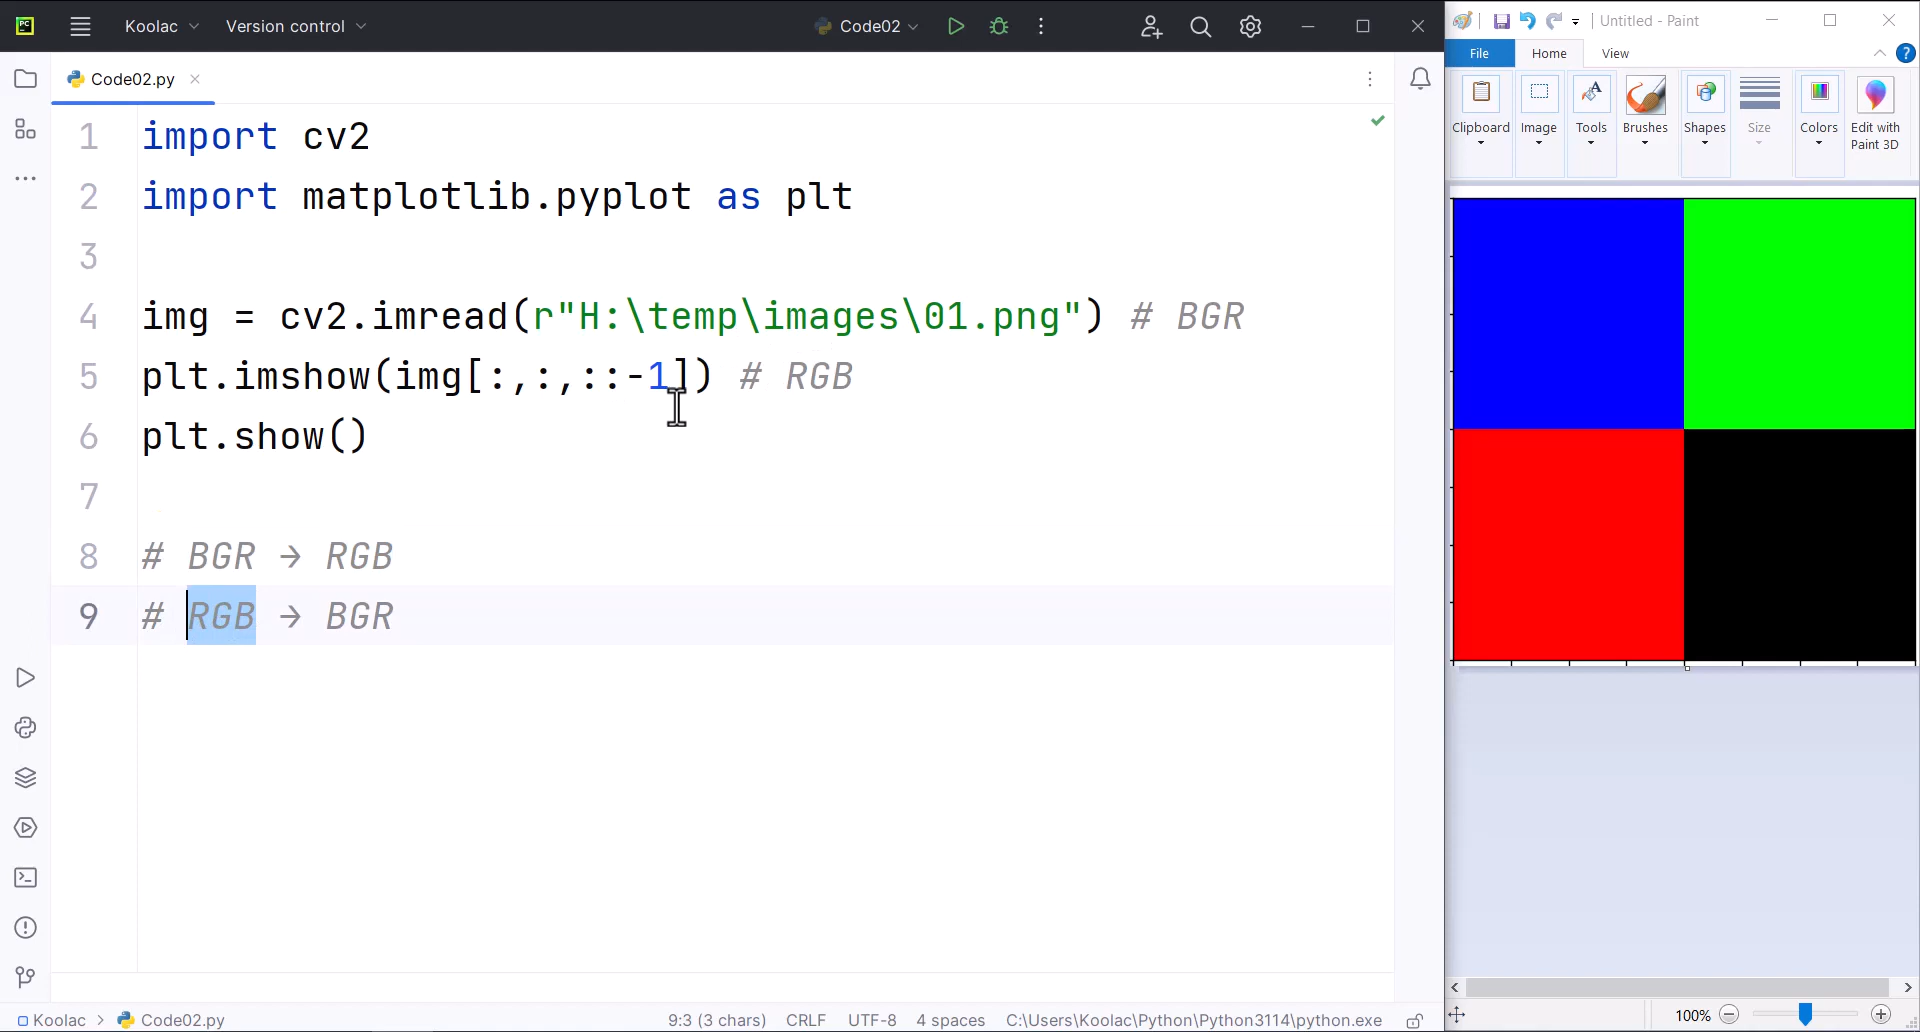 PC
Koolac
Version control
Code02
Untitled - Paint
File
Home
View
?
Code02.py
Clipboard
Image
Tools
Brushes
Shapes
Size
Colors
Edit with
Paint 3D
1 import cv2
2 import matplotlib.pyplot as plt
3
4 img = cv2.imread(r"H:\temp\images\01.png") # BGR
5 plt.imshow(img[:,:,::-1]) # RGB
6 plt.show()
7
8 # BGR → RGB
9 # RGB → BGR
Koolac > Code02.py
9:3 (3 chars)
CRLF
UTF-8
4 spaces
C:\Users\Koolac\Python\Python3114\python.exe
100%